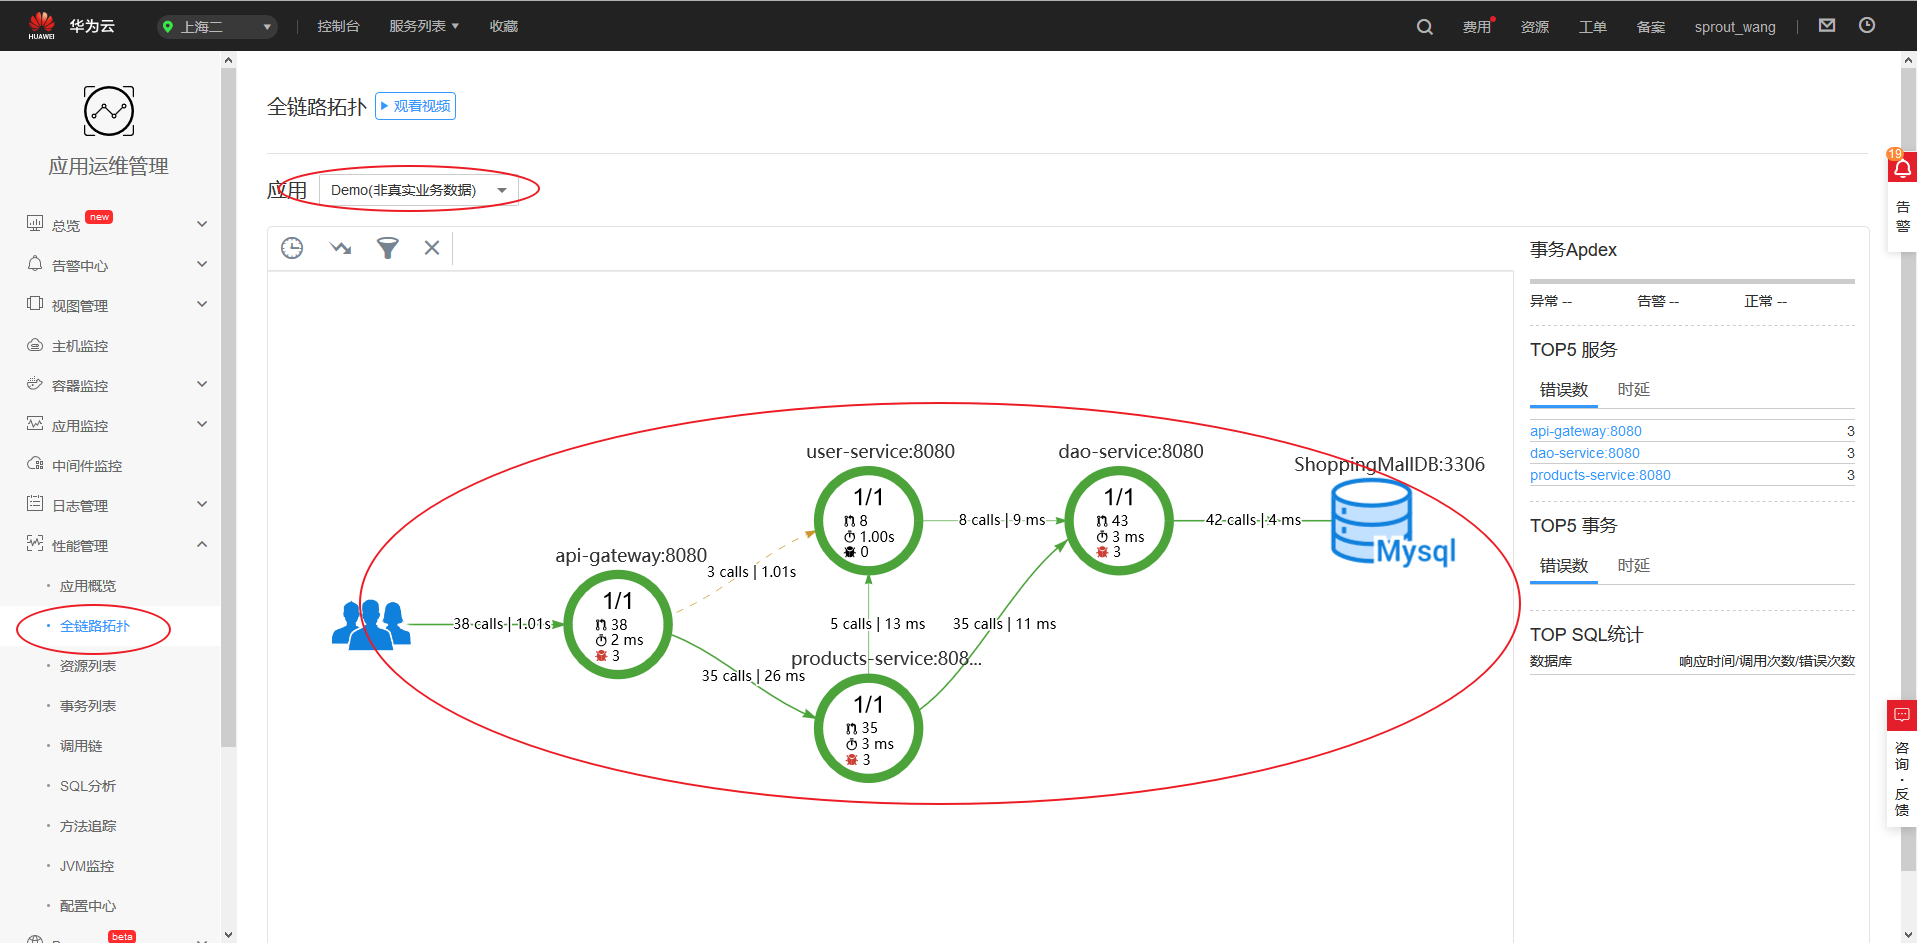 HUAWEI
华为云
上海二
控制台
服务列表
收藏
费用
资源
工单
备案
sprout_wang
应用运维管理
总览 new
告警中心
视图管理
主机监控
容器监控
应用监控
中间件监控
日志管理
性能管理
· 应用概览
· 全链路拓扑
· 资源列表
· 事务列表
· 调用链
· SQL分析
· 方法追踪
· JVM监控
· 配置中心
beta
全链路拓扑
观看视频
应用
Demo(非真实业务数据)
38 calls | 1.01s
api-gateway:8080
1/1
38
2 ms
3
3 calls | 1.01s
35 calls | 26 ms
user-service:8080
1/1
8
1.00s
0
8 calls | 9 ms
5 calls | 13 ms
products-service:808...
1/1
35
3 ms
3
35 calls | 11 ms
dao-service:8080
1/1
43
3 ms
3
42 calls | 4 ms
ShoppingMallDB:3306
Mysql
事务Apdex
异常 -- 告警 -- 正常 --
TOP5 服务
错误数 时延
api-gateway:8080 3
dao-service:8080 3
products-service:8080 3
TOP5 事务
错误数 时延
TOP SQL统计
数据库 响应时间/调用次数/错误次数
19
告
警
咨
询
·
反
馈